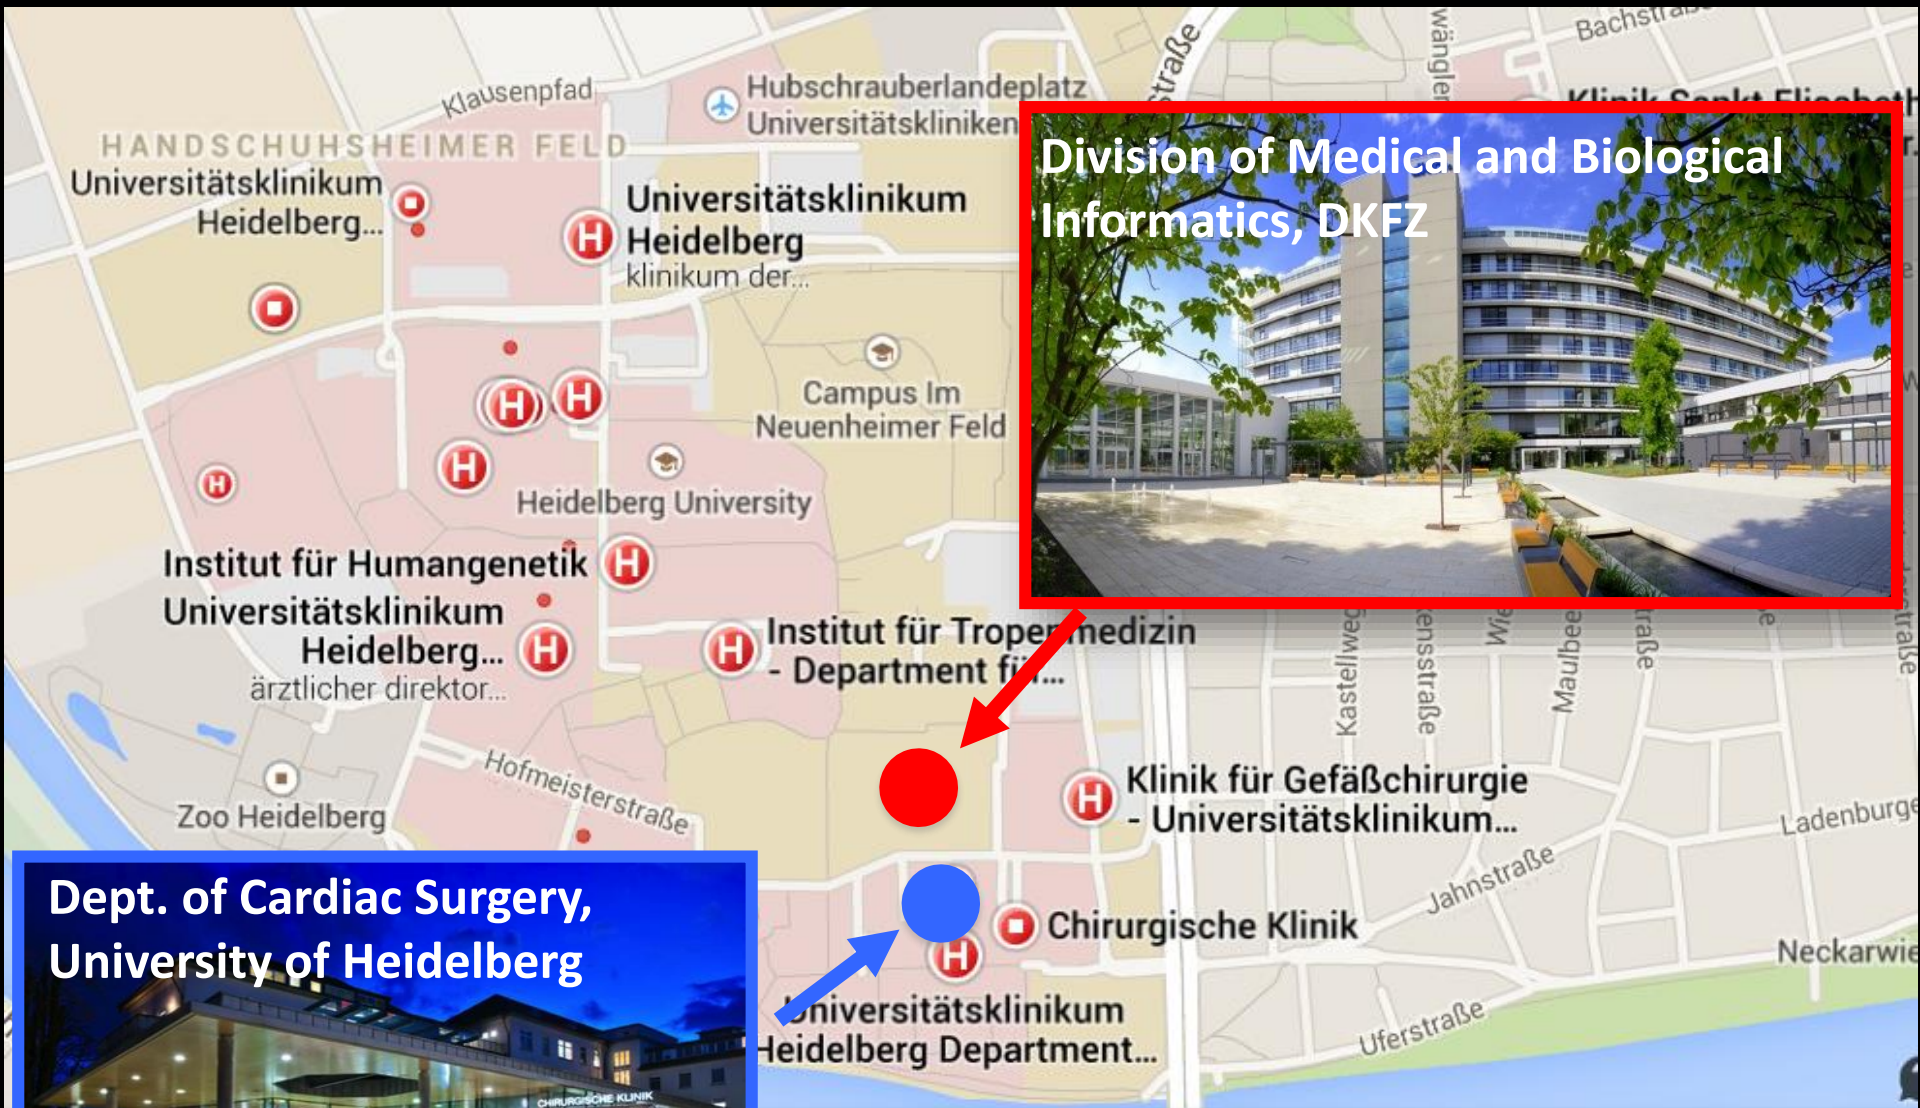 Bachstraße
Straße
Klausenpfad
Hubschrauberlandeplatz
Universitätskliniken
HANDSCHUHSHEIMER FELD
Universitätsklinikum
Heidelberg...
Universitätsklinikum
Heidelberg
klinikum der...
Division of Medical and Biological
Informatics, DKFZ
Campus Im
Neuenheimer Feld
Heidelberg University
Institut für Humangenetik
Universitätsklinikum
Heidelberg...
ärztlicher direktor...
Institut für Tropenmedizin
- Department für...
Kastellweg
Hofmeisterstraße
Zoo Heidelberg
Klinik für Gefäßchirurgie
- Universitätsklinikum...
Ladenburge
Jahnstraße
Dept. of Cardiac Surgery,
University of Heidelberg
Chirurgische Klinik
Neckarwie
Universitätsklinikum
Heidelberg Department...
Uferstraße
CHIRURGISCHE KLINIK